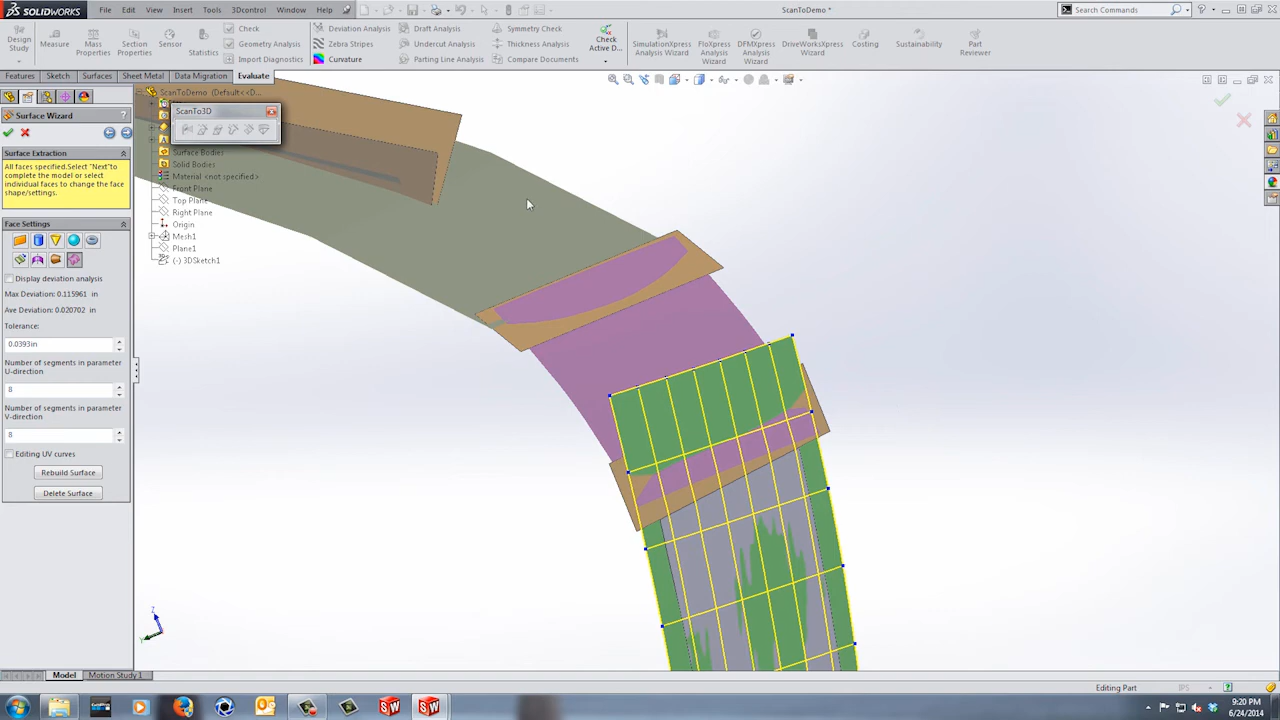 SOLIDWORKS File Edit View Insert Tools 3Dcontrol Window Help ScanToDemo * Search Commands
Design Study Measure Mass Properties Section Properties Sensor Statistics
Check Deviation Analysis Draft Analysis Symmetry Check
Geometry Analysis Zebra Stripes Undercut Analysis Thickness Analysis
Import Diagnostics Curvature Parting Line Analysis Compare Documents
Check Active D... SimulationXpress Analysis Wizard FloXpress Analysis Wizard DFMXpress Analysis Wizard DriveWorksXpress Wizard Costing Sustainability Part Reviewer
Features Sketch Surfaces Sheet Metal Data Migration Evaluate
ScanToDemo (Default<<D...
ScanTo3D
Surface Wizard
Surface Extraction
All faces specified.Select "Next"to
complete the model or select
individual faces to change the face
shape/settings.
Surface Bodies
Solid Bodies
Material <not specified>
Front Plane
Top Plane
Right Plane
Origin
Mesh1
Plane1
(-) 3DSketch1
Face Settings
Display deviation analysis
Max Deviation: 0.115961 in
Ave Deviation: 0.020702 in
Tolerance:
0.0393in
Number of segments in parameter
U-direction:
8
Number of segments in parameter
V-direction:
8
Editing UV curves
Rebuild Surface
Delete Surface
Z
Y
Model Motion Study 1
Editing Part IPS
9:20 PM
6/24/2014